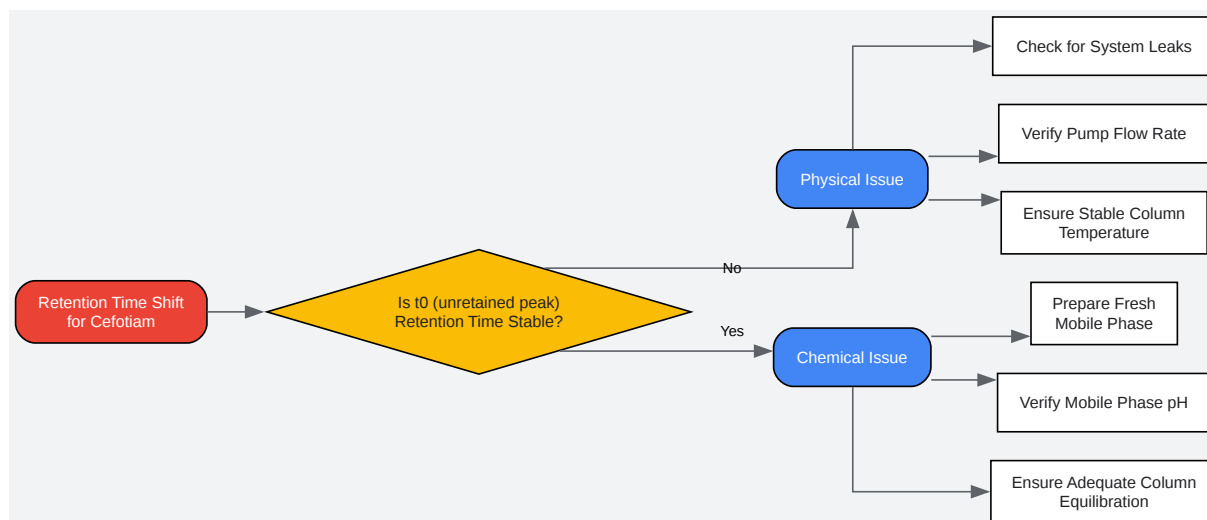 Retention Time Shift
for Cefotiam
Is t0 (unretained peak)
Retention Time Stable?
No
Yes
Physical Issue
Chemical Issue
Check for System Leaks
Verify Pump Flow Rate
Ensure Stable Column
Temperature
Prepare Fresh
Mobile Phase
Verify Mobile Phase pH
Ensure Adequate Column
Equilibration